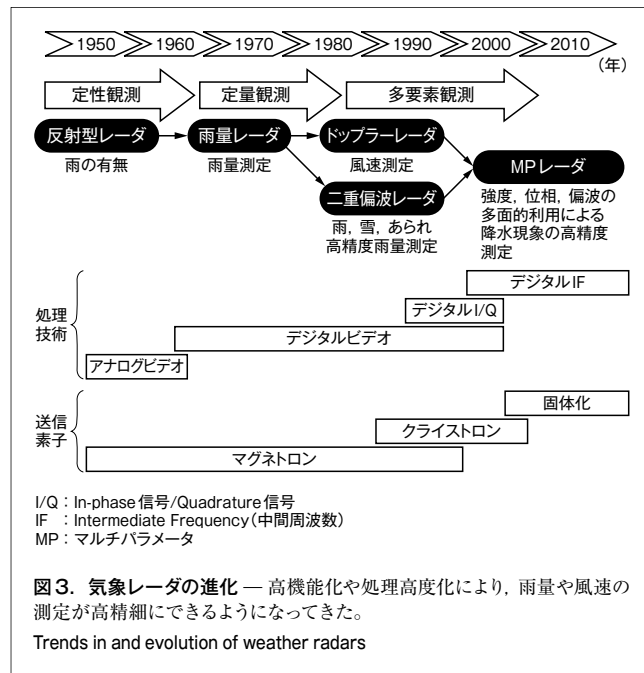 1950 1960 1970 1980 1990 2000 2010
(年)
定性観測 定量観測 多要素観測
反射型レーダ 雨量レーダ ドップラーレーダ
雨の有無 雨量測定 風速測定
MPレーダ
二重偏波レーダ
強度，位相，偏波の
多面的利用による
降水現象の高精度
測定
雨，雪，あられ
高精度雨量測定
処理
技術
デジタルIF
デジタルI/Q
デジタルビデオ
アナログビデオ
送信
素子
固体化
クライストロン
マグネトロン
I/Q：In-phase信号/Quadrature信号
IF ：Intermediate Frequency（中間周波数）
MP：マルチパラメータ
図3．気象レーダの進化 — 高機能化や処理高度化により，雨量や風速の
測定が高精細にできるようになってきた。
Trends in and evolution of weather radars